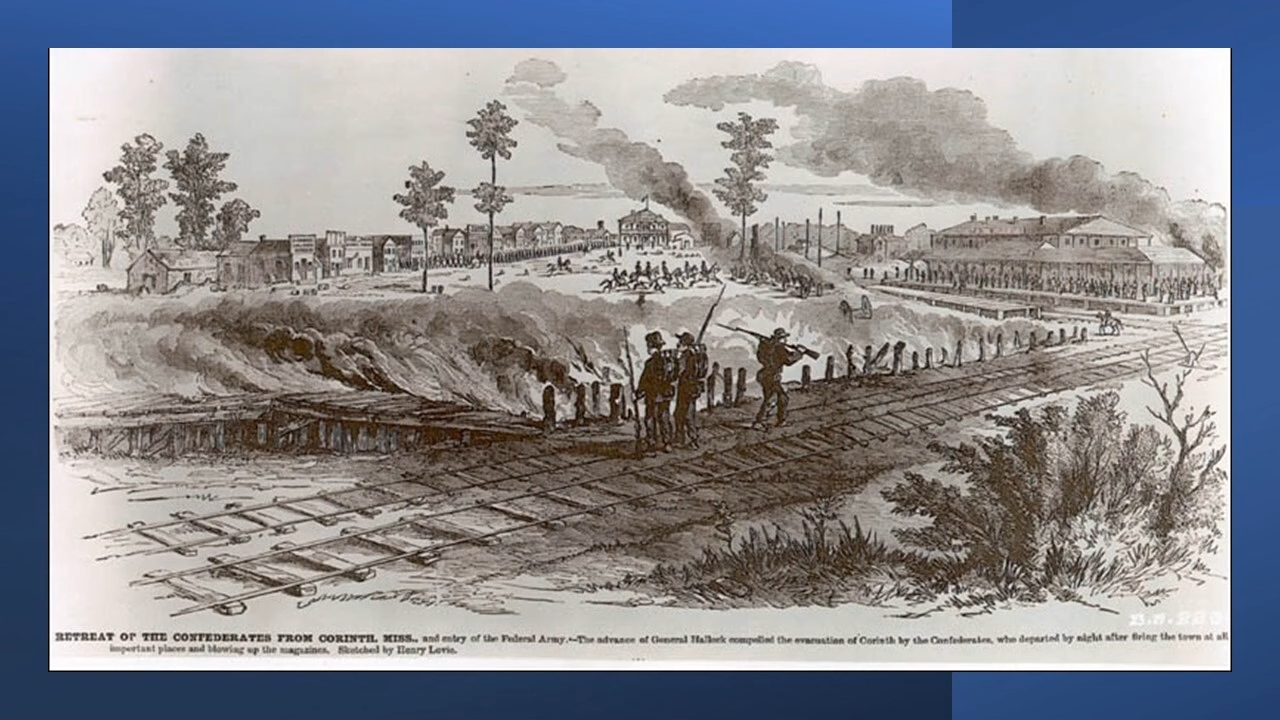 RETREAT OF THE CONFEDERATES FROM CORINTH, MISS., and entry of the Federal Army.—The advance of General Halleck compelled the evacuation of Corinth by the Confederates, who departed by night after firing the town at all
important places and blowing up the magazines. Sketched by Henry Lovie.